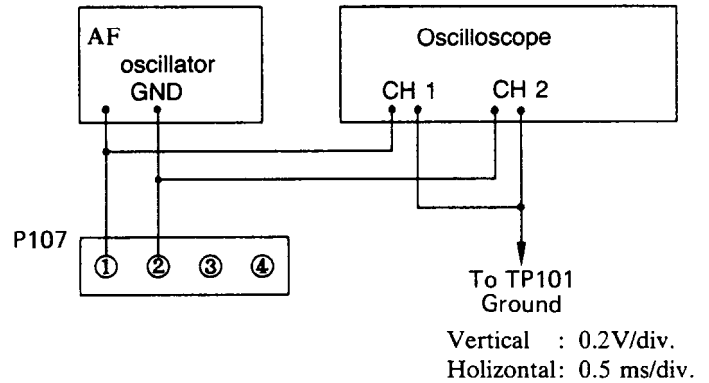 AF
oscillator
GND
Oscilloscope
CH 1 CH 2
P107
① ② ③ ④
To TP101
Ground
Vertical : 0.2V/div.
Holizontal: 0.5 ms/div.